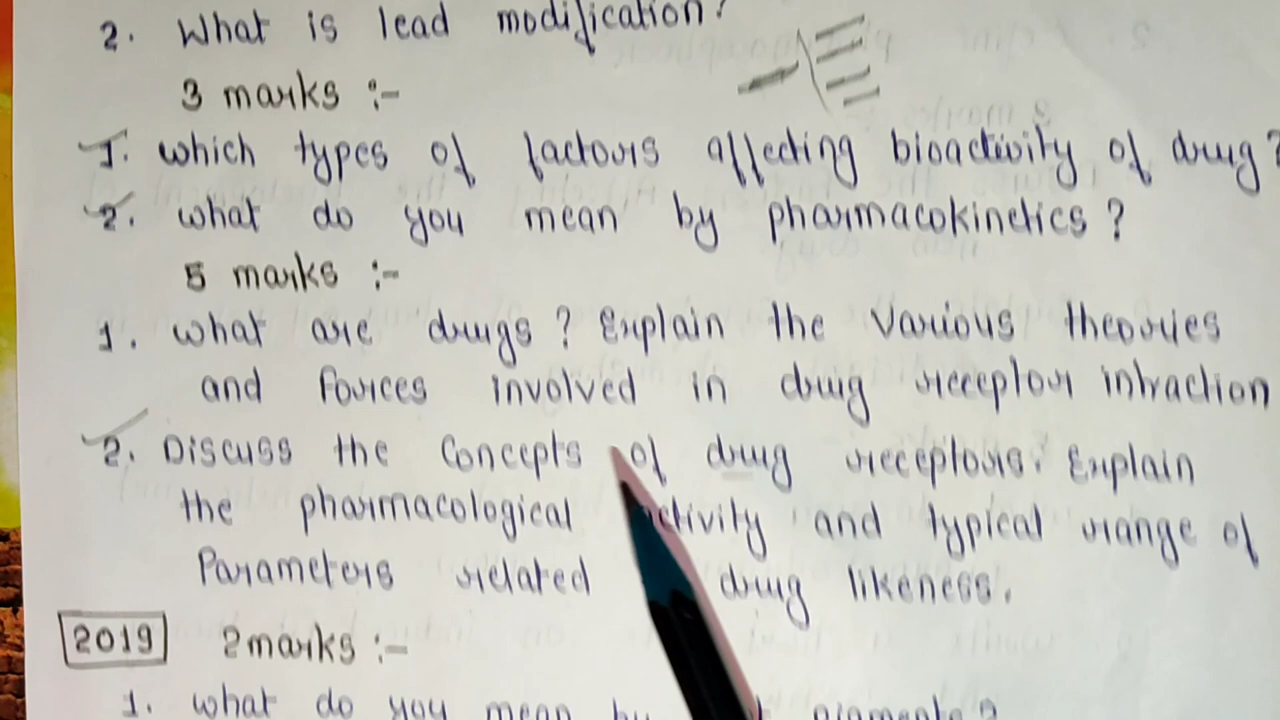 2. What is lead modification?
3 marks :-
1. which types of factors affecting bioactivity of drug?
2. what do you mean by pharmacokinetics?
5 marks :-
1. what are drugs? Explain the various theories
and Forces involved in drug receptor intraction
2. Discuss the Concepts of drug receptors. Explain
the pharmacological activity and typical range of
Parameters related drug likeness.
2019 2marks :-
1. what do you mean by